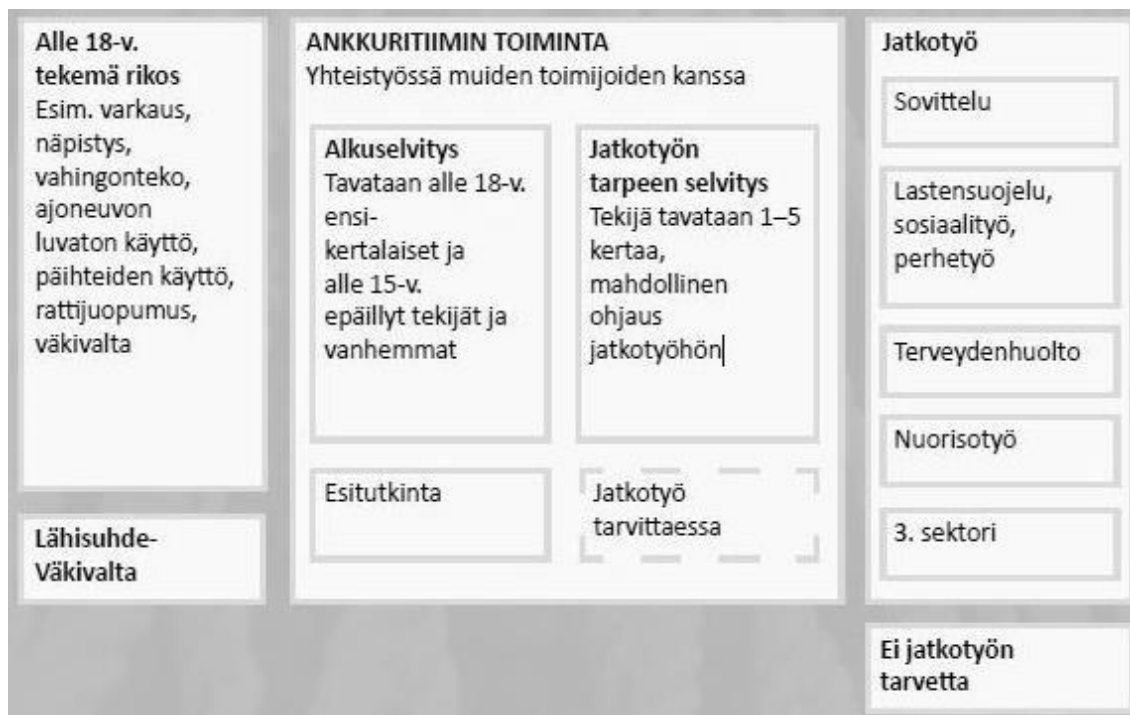 Alle 18-v.
tekemä rikos
Esim. varkaus,
näpistys,
vahingonteko,
ajoneuvon
luvaton käyttö,
päihteiden käyttö,
rattijuopumus,
väkivalta
Lähisuhde-
Väkivalta
ANKKURITIIMIN TOIMINTA
Yhteistyössä muiden toimijoiden kanssa
Alkuselvitys
Tavataan alle 18-v.
ensi-
kertalaiset ja
alle 15-v.
epäillyt tekijät ja
vanhemmat
Jatkotyön
tarpeen selvitys
Tekijä tavataan 1–5
kertaa,
mahdollinen
ohjaus
jatkotyöhön
Esitutkinta
Jatkotyö
tarvittaessa
Jatkotyö
Sovittelu
Lastensuojelu,
sosiaalityö,
perhetyö
Terveydenhuolto
Nuorisotyö
3. sektori
Ei jatkotyön
tarvetta